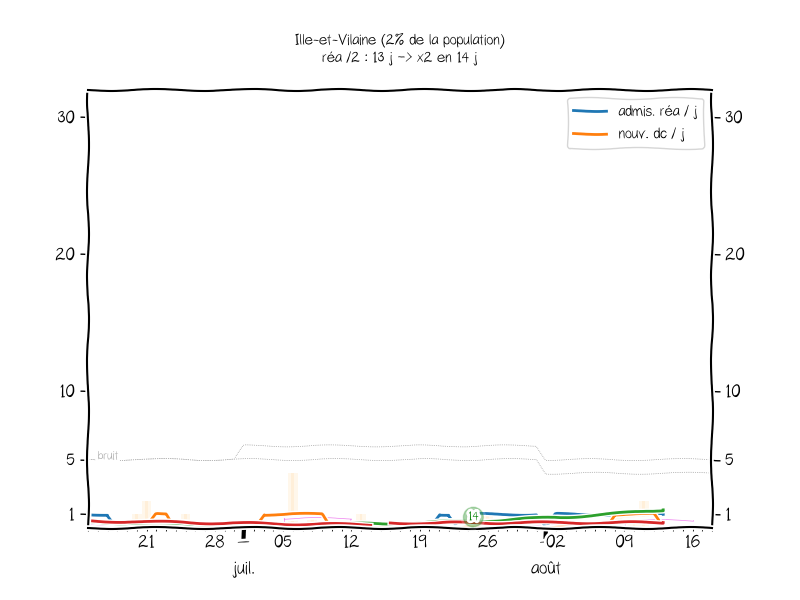 Ille-et-Vilaine (2% de la population)
réa /2 : 13 j -> x2 en 14 j
admis. réa / j
nouv. dc / j
30
30
20
20
10
10
bruit
5
5
14
1
1
21
28
05
12
19
26
02
09
16
juil.
août